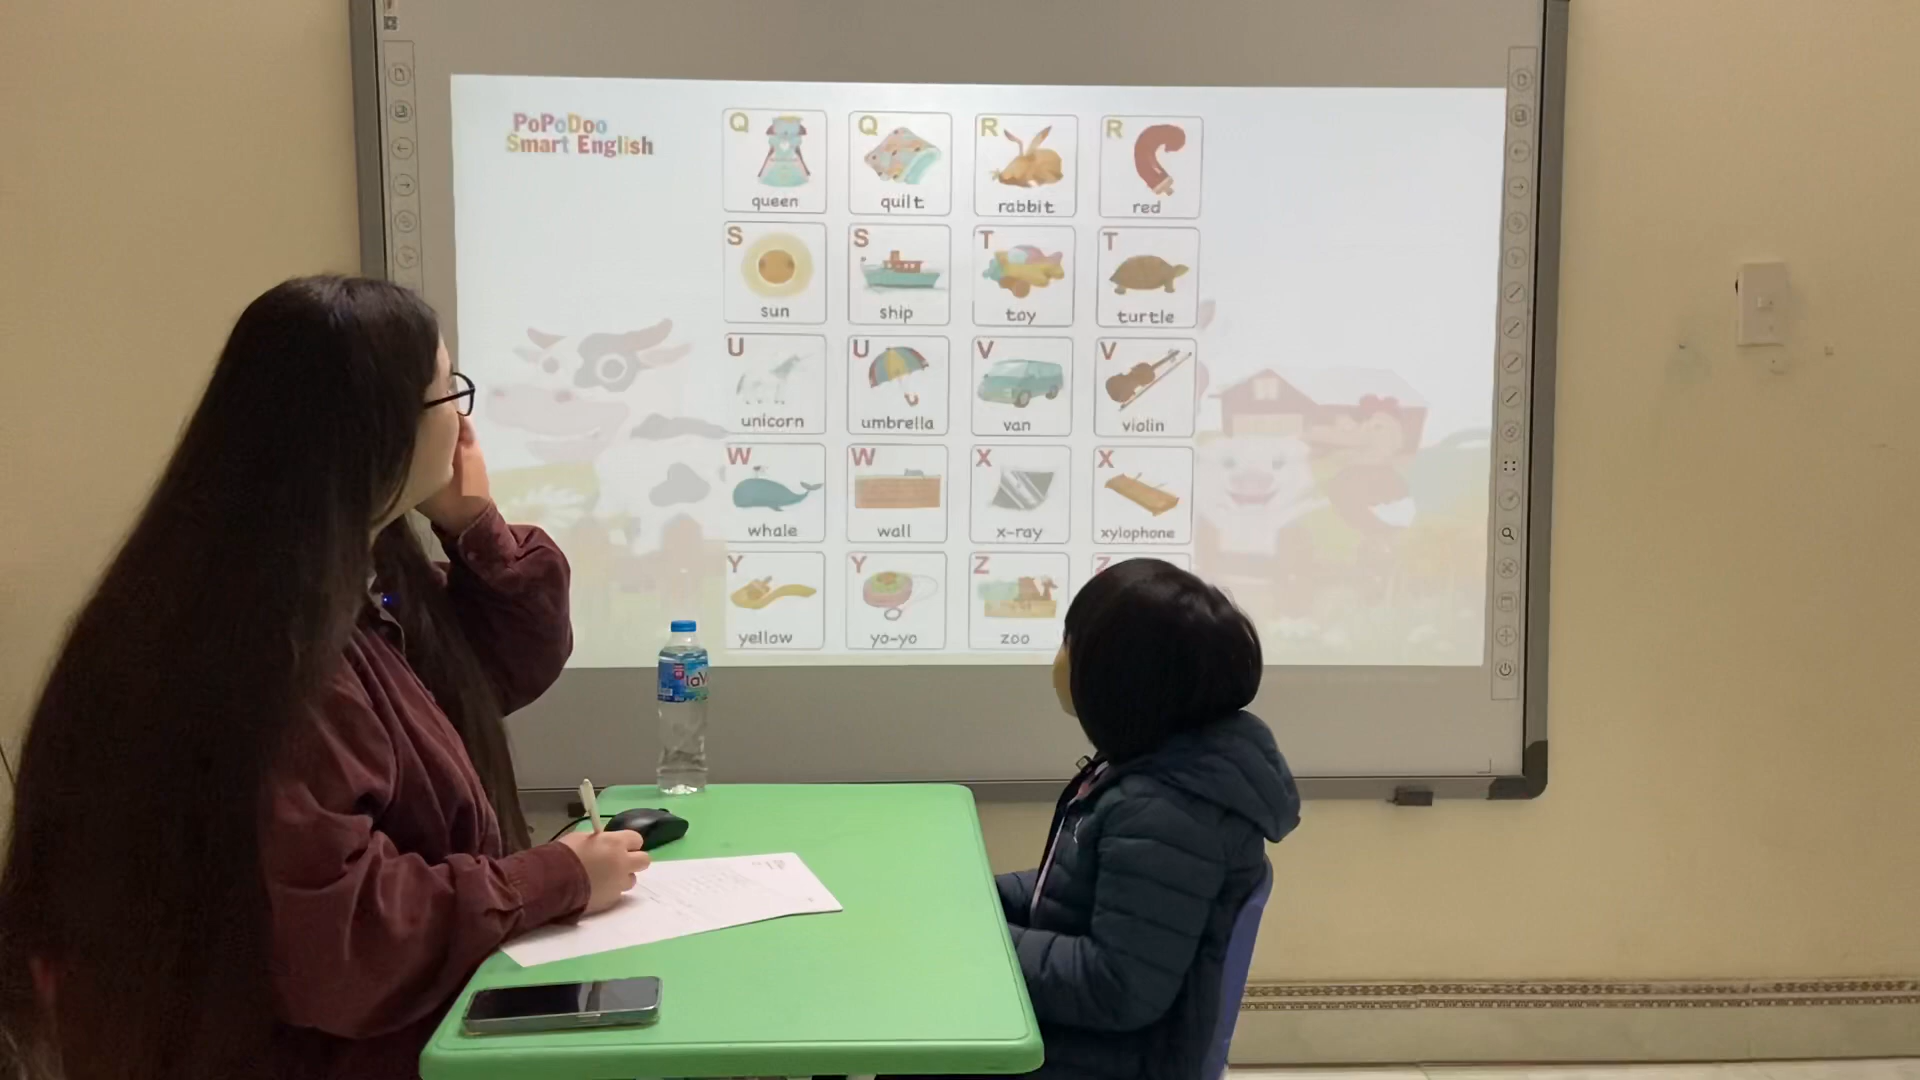 PoPoDoo
Smart English
Q
queen
Q
quilt
R
rabbit
R
red
S
sun
S
ship
T
toy
T
turtle
U
unicorn
U
umbrella
V
van
V
violin
W
whale
W
wall
X
x-ray
X
xylophone
Y
yellow
Y
yo-yo
Z
zoo
Z
laV